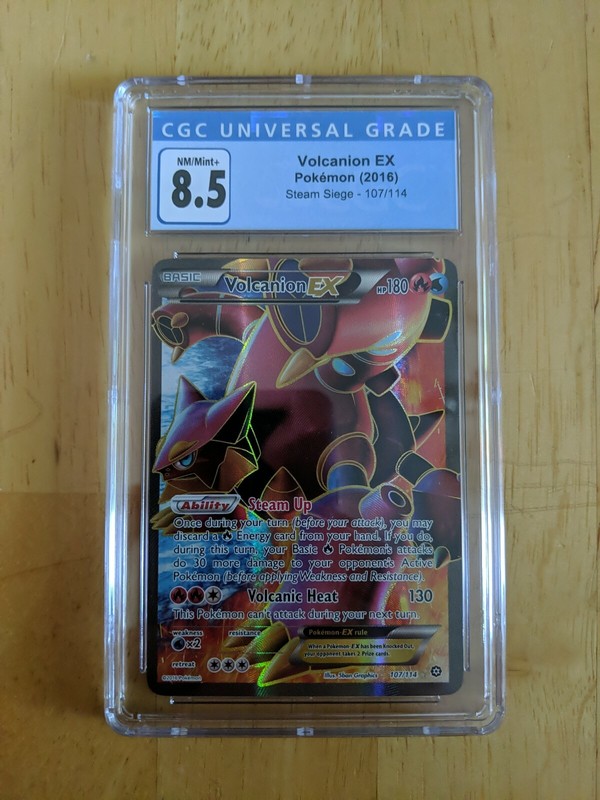 CGC UNIVERSAL GRADE
NM/Mint+
8.5
Volcanion EX
Pokémon (2016)
Steam Siege - 107/114
BASIC
Volcanion EX
HP180
Ability Steam Up
Once during your turn (before your attack), you may
discard a Energy card from your hand. If you do,
during this turn, your Basic Pokémon's attacks
do 30 more damage to your opponent's Active
Pokémon (before applying Weakness and Resistance).
Volcanic Heat 130
This Pokémon can't attack during your next turn.
weakness resistance
×2
Pokémon-EX rule
When a Pokémon-EX has been Knocked Out,
your opponent takes 2 Prize cards.
retreat
©2016 Pokémon
Illus. 5ban Graphics 107/114